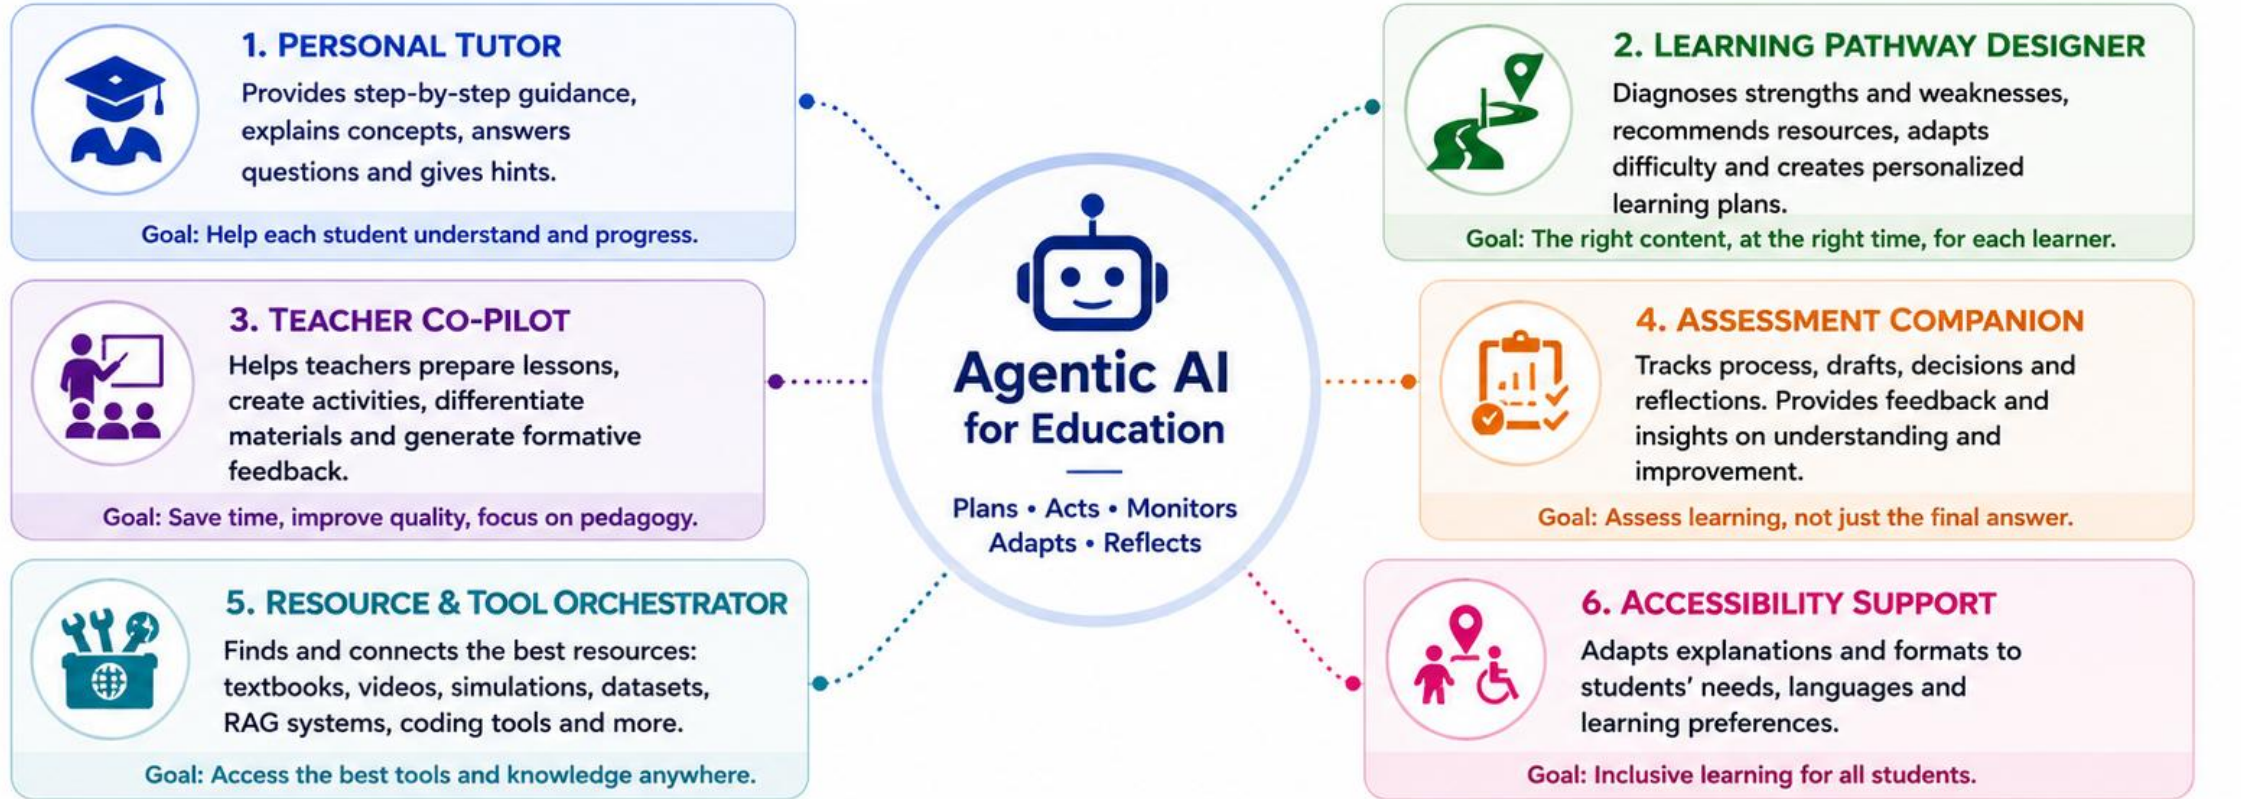 1. PERSONAL TUTOR
Provides step-by-step guidance,
explains concepts, answers
questions and gives hints.
Goal: Help each student understand and progress.
2. LEARNING PATHWAY DESIGNER
Diagnoses strengths and weaknesses,
recommends resources, adapts
difficulty and creates personalized
learning plans.
Goal: The right content, at the right time, for each learner.
3. TEACHER CO-PILOT
Helps teachers prepare lessons,
create activities, differentiate
materials and generate formative
feedback.
Goal: Save time, improve quality, focus on pedagogy.
Agentic AI
for Education
Plans • Acts • Monitors
Adapts • Reflects
4. ASSESSMENT COMPANION
Tracks process, drafts, decisions and
reflections. Provides feedback and
insights on understanding and
improvement.
Goal: Assess learning, not just the final answer.
5. RESOURCE & TOOL ORCHESTRATOR
Finds and connects the best resources:
textbooks, videos, simulations, datasets,
RAG systems, coding tools and more.
Goal: Access the best tools and knowledge anywhere.
6. ACCESSIBILITY SUPPORT
Adapts explanations and formats to
students' needs, languages and
learning preferences.
Goal: Inclusive learning for all students.